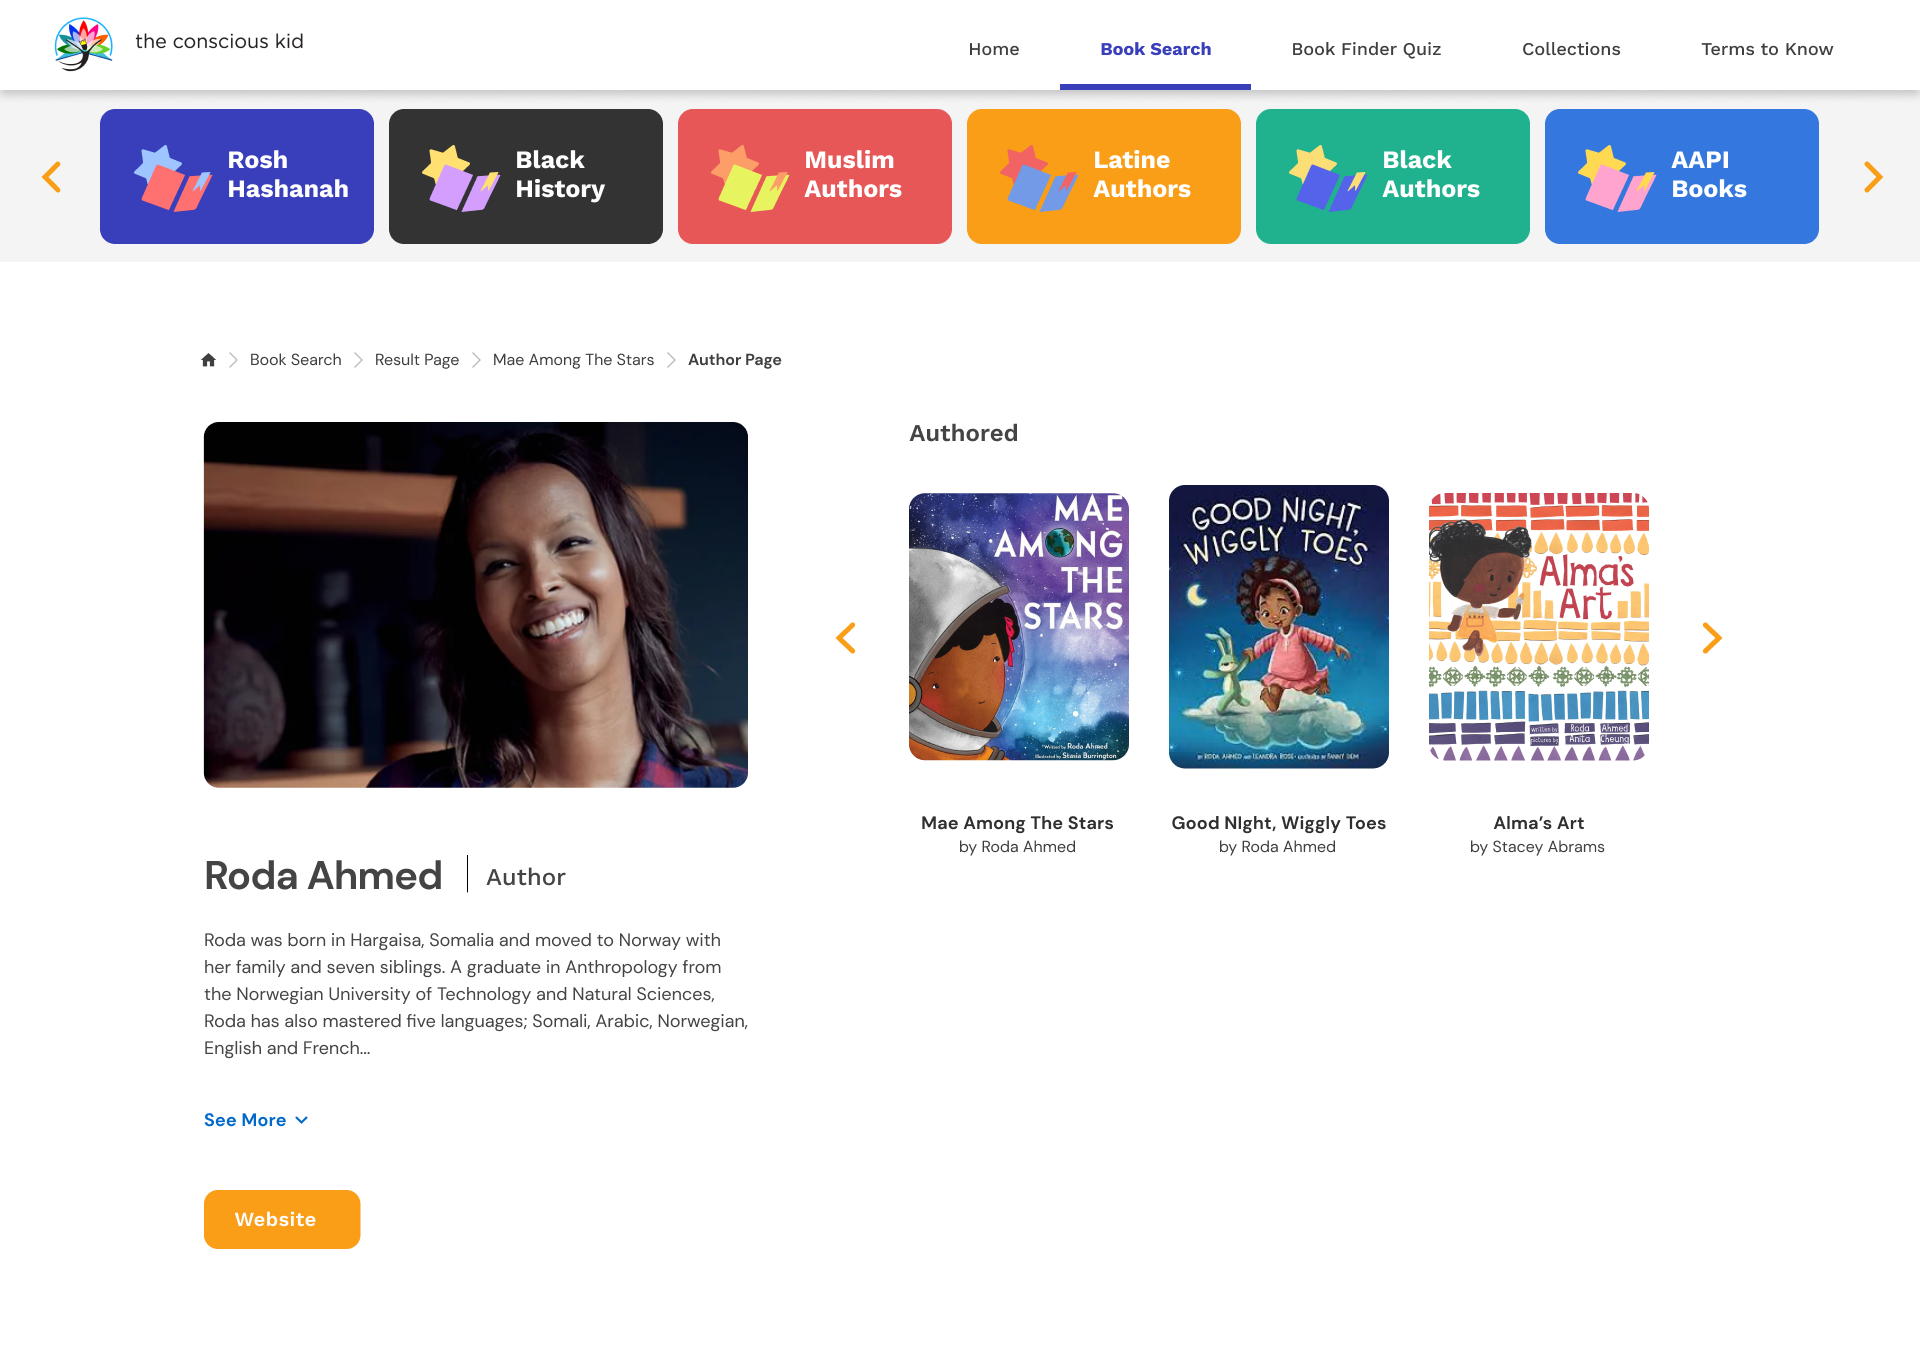 the conscious kid
Home
Book Search
Book Finder Quiz
Collections
Terms to Know
Rosh
Hashanah
Black
History
Muslim
Authors
Latine
Authors
Black
Authors
AAPI
Books
Book Search
Result Page
Mae Among The Stars
Author Page
Authored
MAE
AMONG
THE
STARS
Written by Roda Ahmed
Illustrated by Stasia Burrington
GOOD NIGHT,
WIGGLY TOES
BY RODA AHMED AND LEANDRA ROSE · ILLUSTRATED BY FANNY LIEM
Alma's
Art
written by Roda Ahmed
pictures by Anita Cheung
Mae Among The Stars
by Roda Ahmed
Good NIght, Wiggly Toes
by Roda Ahmed
Alma’s Art
by Stacey Abrams
Roda Ahmed
Author
Roda was born in Hargaisa, Somalia and moved to Norway with
her family and seven siblings. A graduate in Anthropology from
the Norwegian University of Technology and Natural Sciences,
Roda has also mastered five languages; Somali, Arabic, Norwegian,
English and French...
See More
Website